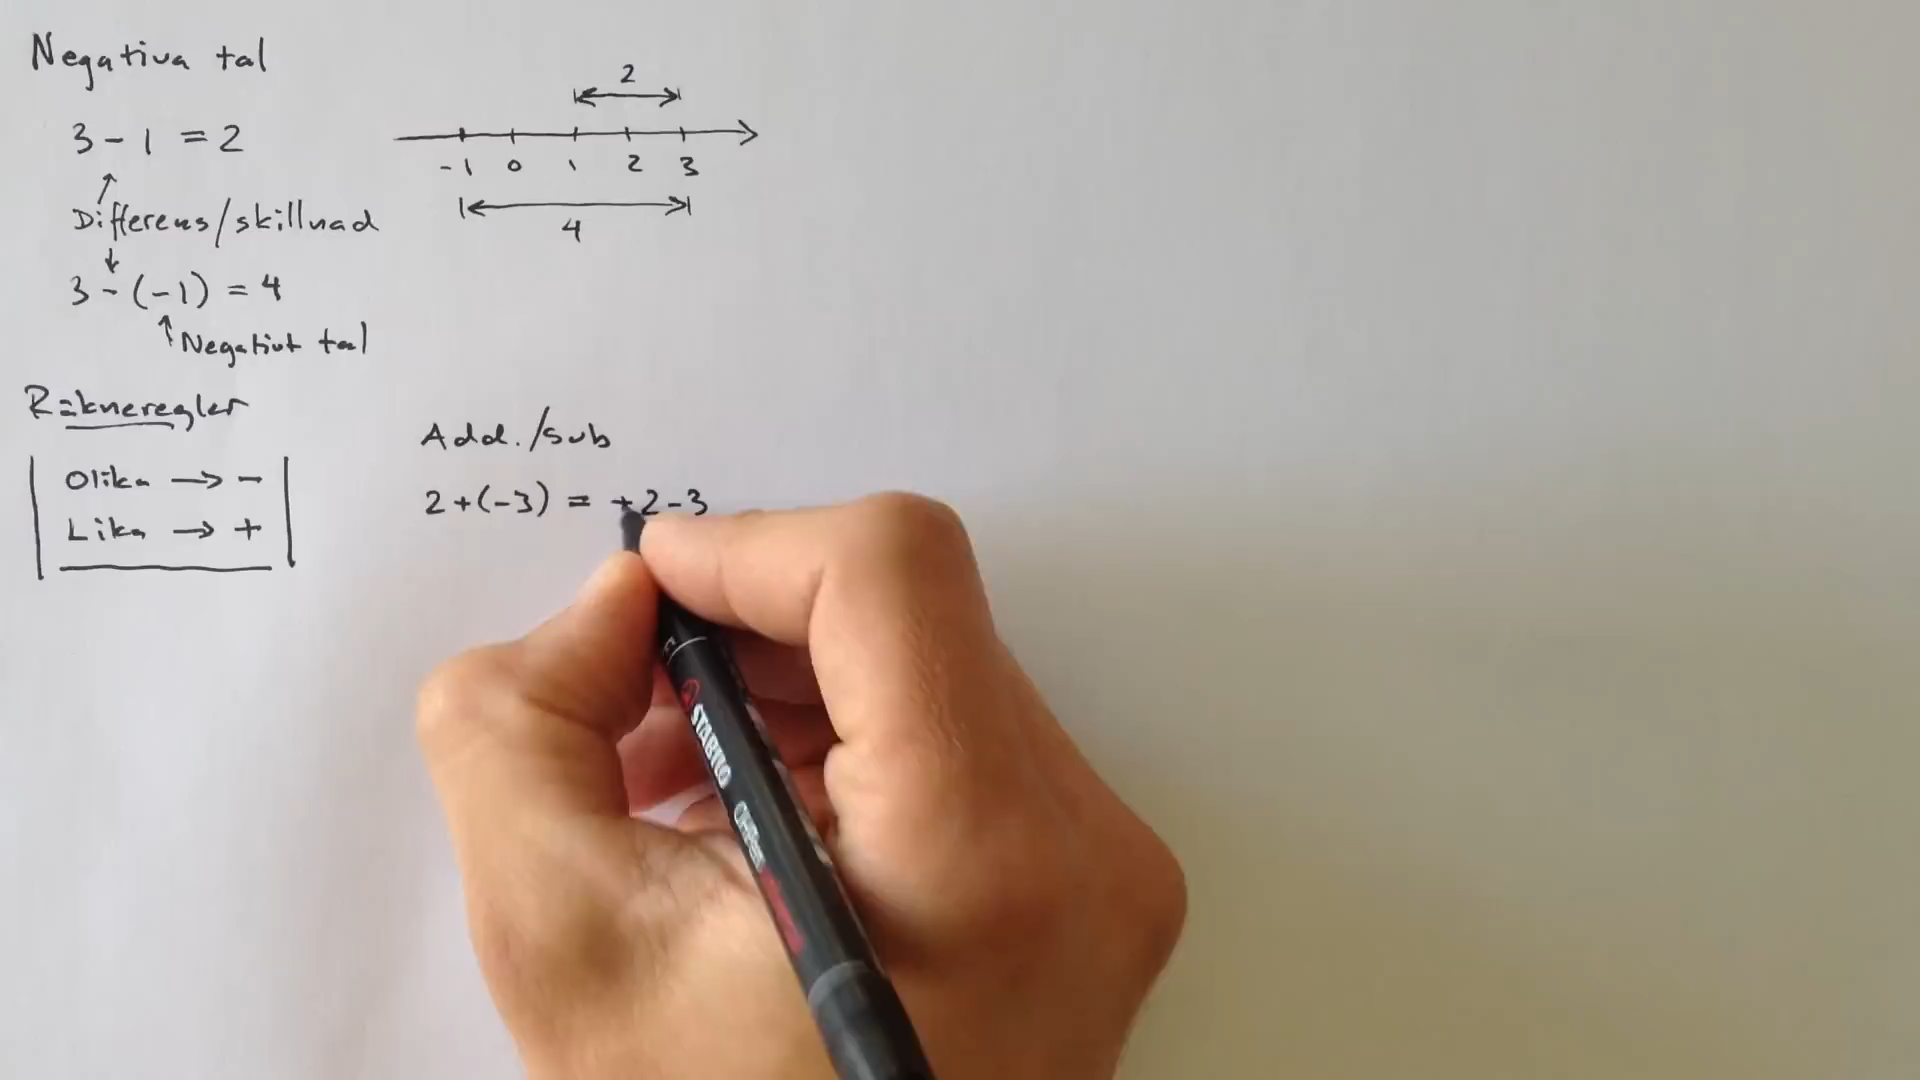 Negativa tal
3 - 1 = 2
Differens/skillnad
3 - (-1) = 4
Negativt tal
2
-1 0 1 2 3
4
Räkneregler
Olika → -
Lika → +
Add./sub
2+(-3) = +2-3
STABILO